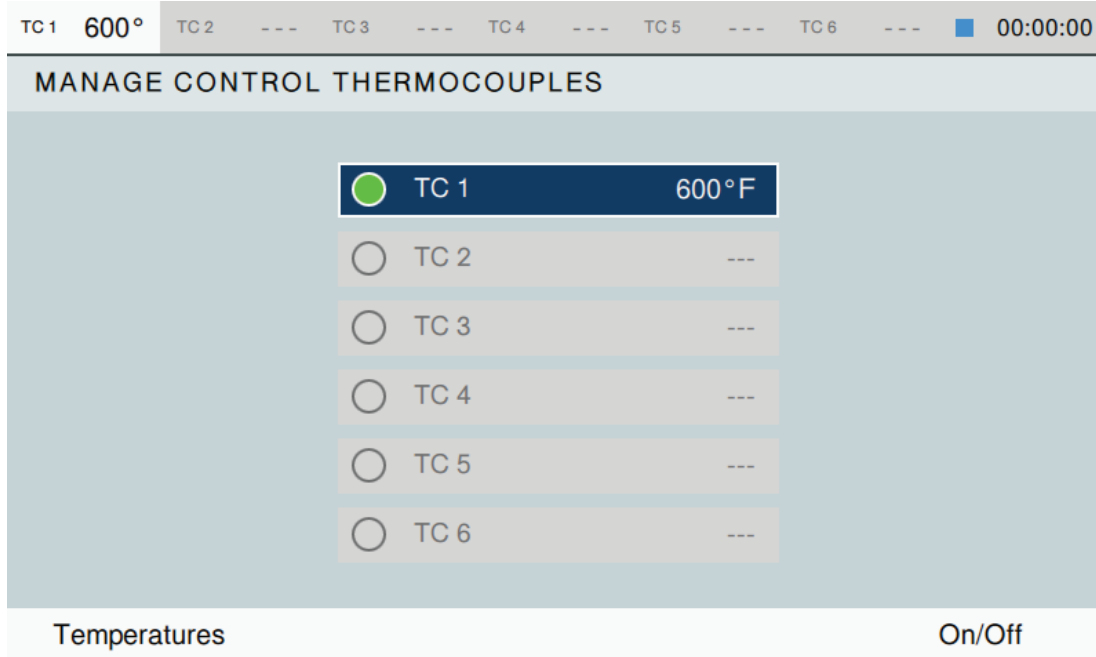 TC 1 600° TC 2 --- TC 3 --- TC 4 --- TC 5 --- TC 6 --- 00:00:00
MANAGE CONTROL THERMOCOUPLES
TC 1 600°F
TC 2 ---
TC 3 ---
TC 4 ---
TC 5 ---
TC 6 ---
Temperatures On/Off